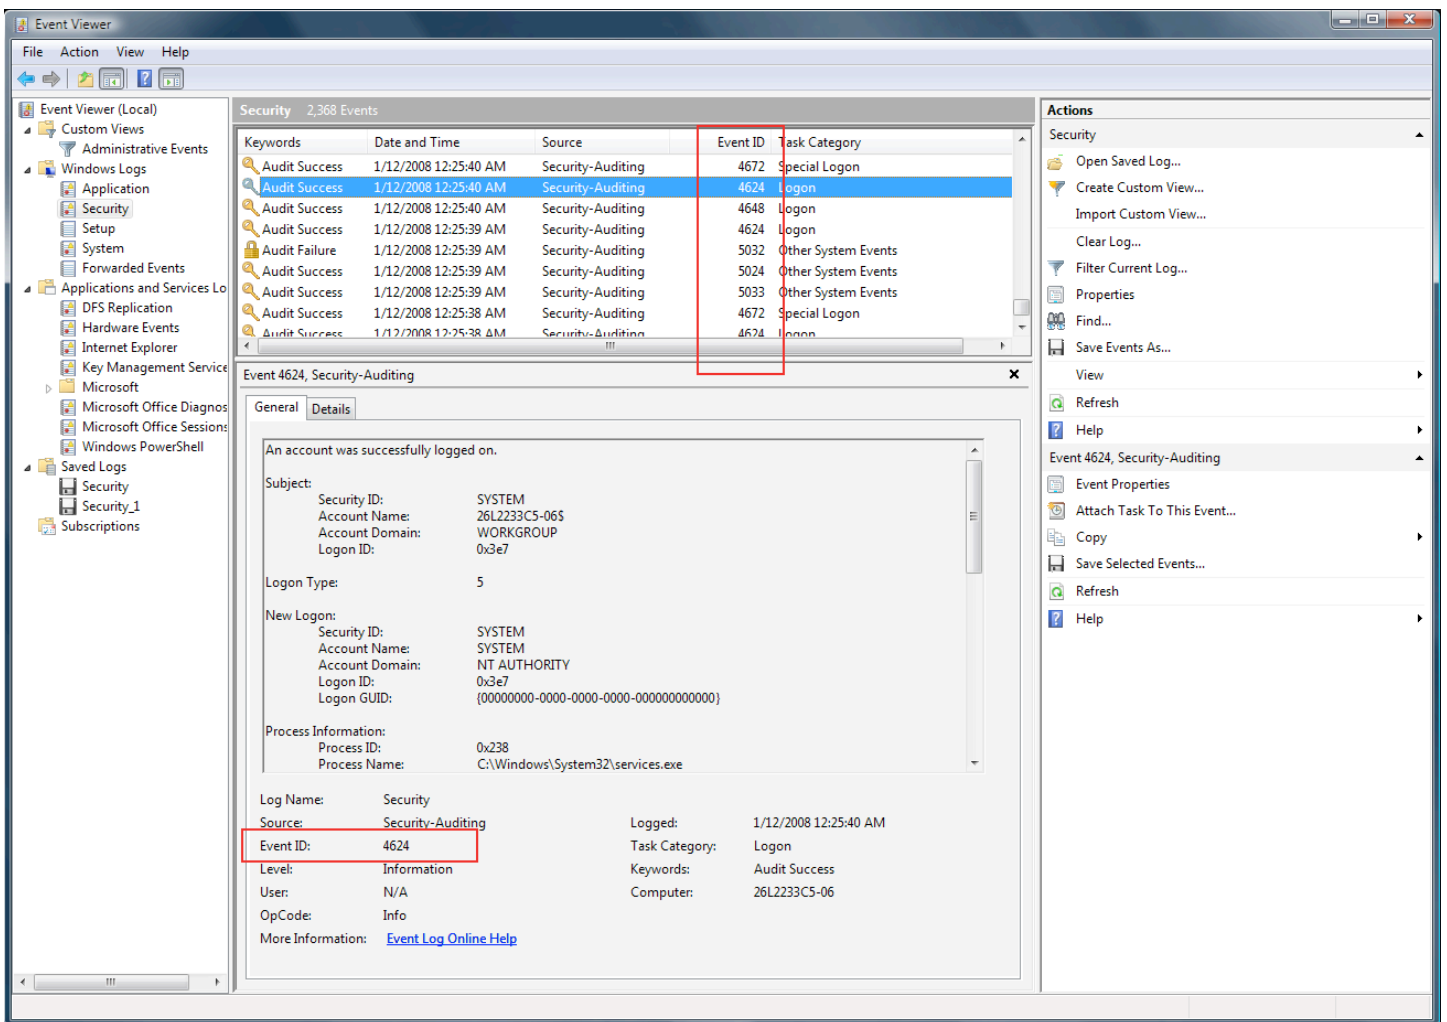 Event Viewer
File Action View Help
Event Viewer (Local)
Custom Views
Administrative Events
Windows Logs
Application
Security
Setup
System
Forwarded Events
Applications and Services Lo
DFS Replication
Hardware Events
Internet Explorer
Key Management Service
Microsoft
Microsoft Office Diagnos
Microsoft Office Sessions
Windows PowerShell
Saved Logs
Security
Security_1
Subscriptions
Security 2,368 Events
Keywords Date and Time Source Event ID Task Category
Audit Success 1/12/2008 12:25:40 AM Security-Auditing 4672 Special Logon
Audit Success 1/12/2008 12:25:40 AM Security-Auditing 4624 Logon
Audit Success 1/12/2008 12:25:40 AM Security-Auditing 4648 Logon
Audit Success 1/12/2008 12:25:39 AM Security-Auditing 4624 Logon
Audit Failure 1/12/2008 12:25:39 AM Security-Auditing 5032 Other System Events
Audit Success 1/12/2008 12:25:39 AM Security-Auditing 5024 Other System Events
Audit Success 1/12/2008 12:25:39 AM Security-Auditing 5033 Other System Events
Audit Success 1/12/2008 12:25:38 AM Security-Auditing 4672 Special Logon
Audit Success 1/12/2008 12:25:38 AM Security-Auditing 4624 Logon
Event 4624, Security-Auditing
General Details
An account was successfully logged on.
Subject:
Security ID: SYSTEM
Account Name: 26L2233C5-06$
Account Domain: WORKGROUP
Logon ID: 0x3e7
Logon Type: 5
New Logon:
Security ID: SYSTEM
Account Name: SYSTEM
Account Domain: NT AUTHORITY
Logon ID: 0x3e7
Logon GUID: {00000000-0000-0000-0000-000000000000}
Process Information:
Process ID: 0x238
Process Name: C:\Windows\System32\services.exe
Log Name: Security
Source: Security-Auditing Logged: 1/12/2008 12:25:40 AM
Event ID: 4624 Task Category: Logon
Level: Information Keywords: Audit Success
User: N/A Computer: 26L2233C5-06
OpCode: Info
More Information: Event Log Online Help
Actions
Security
Open Saved Log...
Create Custom View...
Import Custom View...
Clear Log...
Filter Current Log...
Properties
Find...
Save Events As...
View
Refresh
Help
Event 4624, Security-Auditing
Event Properties
Attach Task To This Event...
Copy
Save Selected Events...
Refresh
Help